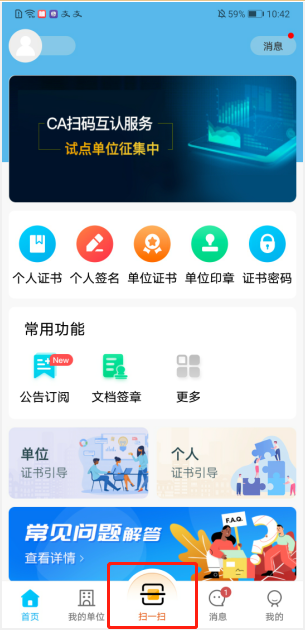 59% 10:42
消息
CA扫码互认服务
试点单位征集中
个人证书 个人签名 单位证书 单位印章 证书密码
常用功能
New
公告订阅 文档签章 更多
单位 个人
证书引导 证书引导
常见问题解答
F.A.Q.
查看详情 >
1
首页 我的单位 扫一扫 消息 我的